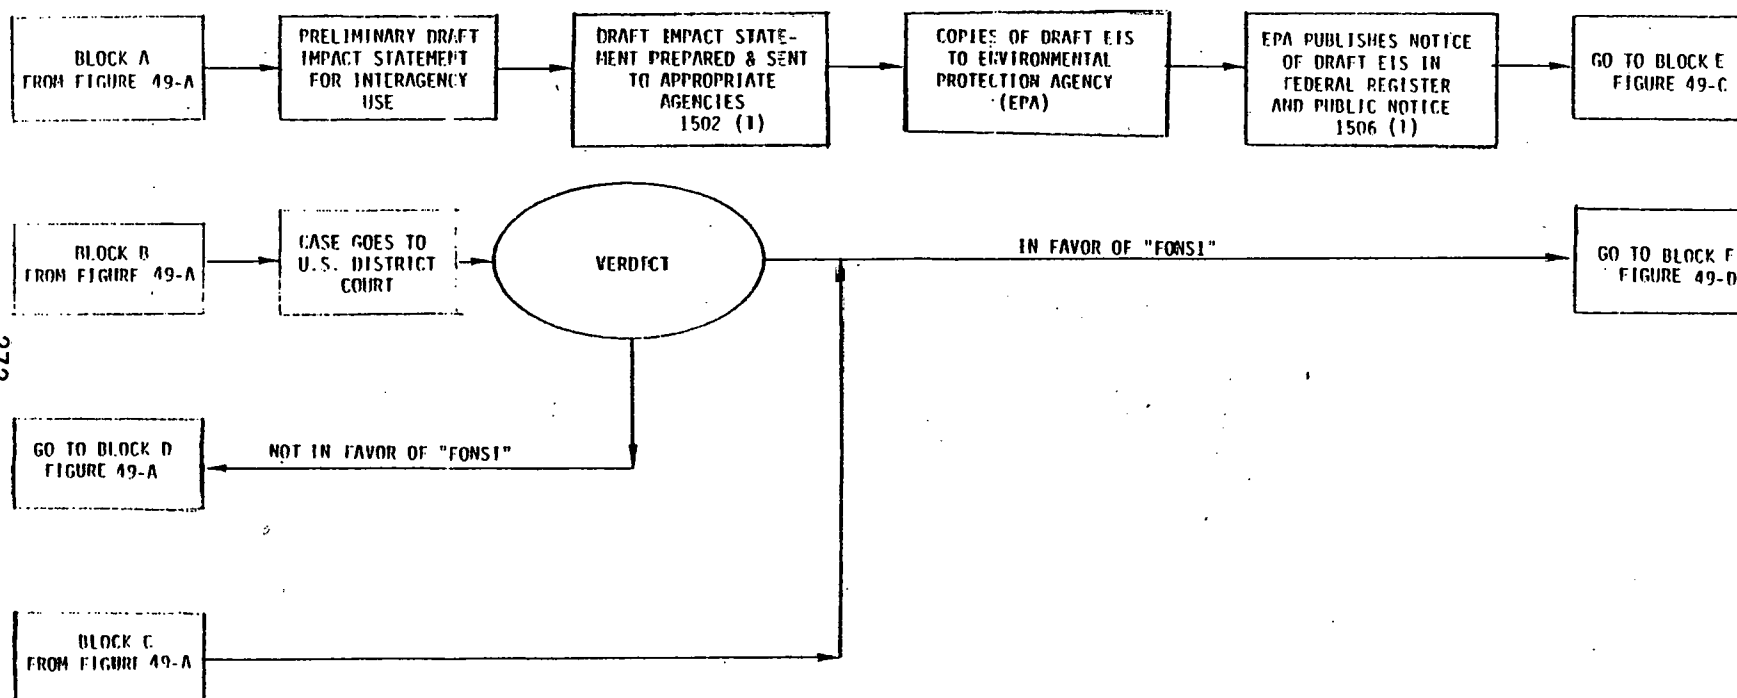 BLOCK A
FROM FIGURE 49-A
PRELIMINARY DRAFT
IMPACT STATEMENT
FOR INTERAGENCY
USE
DRAFT IMPACT STATE-
MENT PREPARED & SENT
TO APPROPRIATE
AGENCIES
1502 (1)
COPIES OF DRAFT EIS
TO ENVIRONMENTAL
PROTECTION AGENCY
(EPA)
EPA PUBLISHES NOTICE
OF DRAFT EIS IN
FEDERAL REGISTER
AND PUBLIC NOTICE
1506 (1)
GO TO BLOCK E
FIGURE 49-C
BLOCK B
FROM FIGURE 49-A
CASE GOES TO
U.S. DISTRICT
COURT
VERDICT
IN FAVOR OF "FONSI"
GO TO BLOCK F
FIGURE 49-D
272
GO TO BLOCK D
FIGURE 49-A
NOT IN FAVOR OF "FONSI"
BLOCK C
FROM FIGURE 49-A